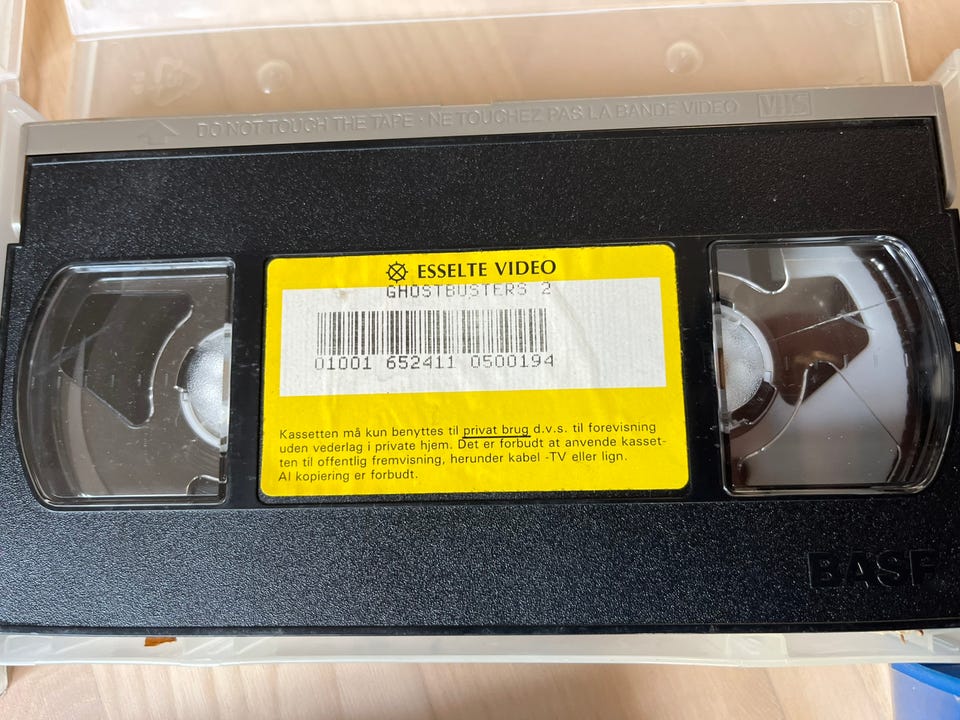 DO NOT TOUCH THE TAPE · NE TOUCHEZ PAS LA BANDE VIDEO VHS
ESSELTE VIDEO
GHOSTBUSTERS 2
01001 652411 0500194
Kassetten må kun benyttes til privat brug d.v.s. til forevisning
uden vederlag i private hjem. Det er forbudt at anvende kasset-
ten til offentlig fremvisning, herunder kabel -TV eller lign.
Al kopiering er forbudt.
BASF